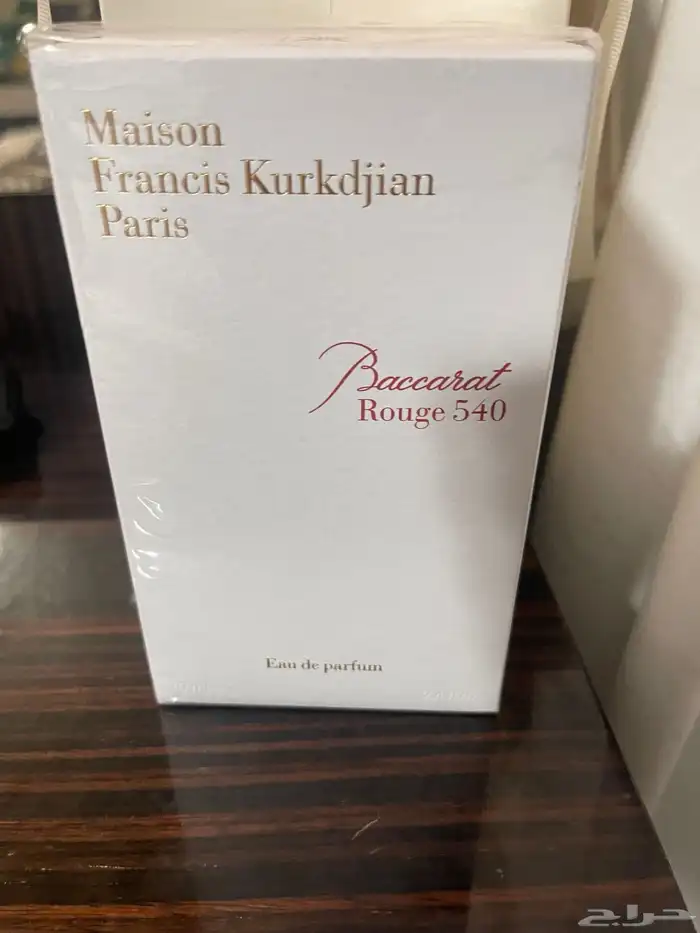 Maison
Francis Kurkdjian
Paris
Baccarat
Rouge 540
Eau de parfum
حراج